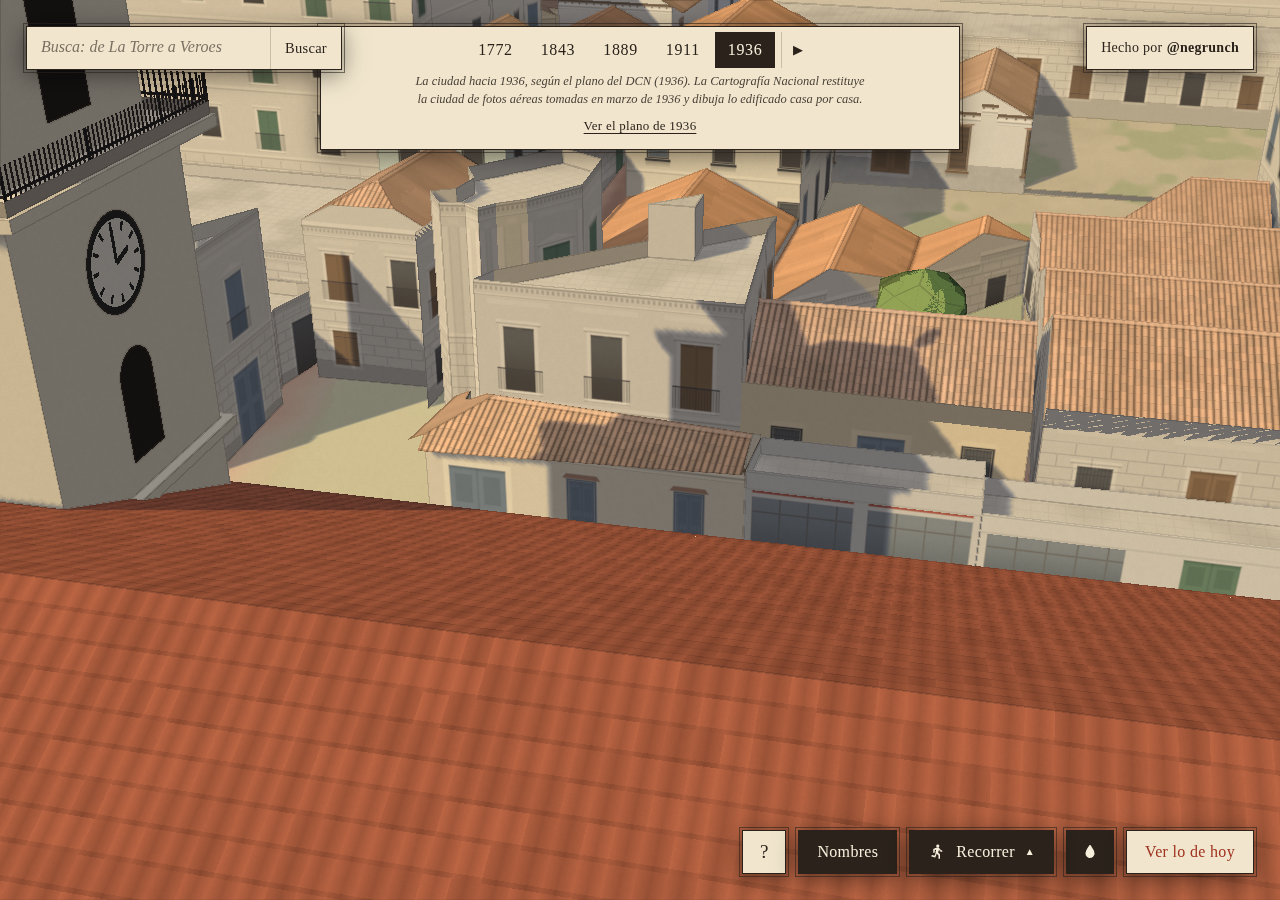 Busca: de La Torre a Veroes
Buscar
1772 1843 1889 1911 1936 ▶
La ciudad hacia 1936, según el plano del DCN (1936). La Cartografía Nacional restituye
la ciudad de fotos aéreas tomadas en marzo de 1936 y dibuja lo edificado casa por casa.
Ver el plano de 1936
Hecho por @negrunch
?
Nombres
Recorrer ▲
Ver lo de hoy